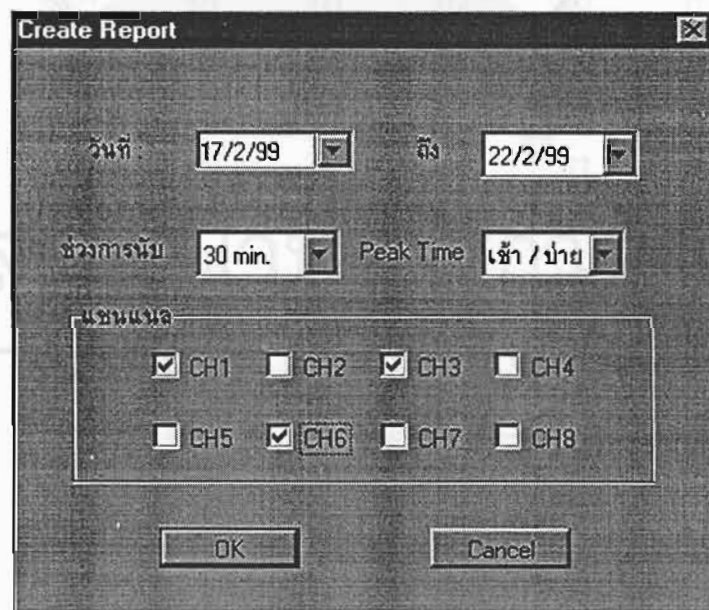 Create Report
วันที่ : 17/2/99 ถึง 22/2/99
ช่วงการนับ 30 min. Peak Time เช้า / บ่าย
แชนแนล
CH1 CH2 CH3 CH4
CH5 CH6 CH7 CH8
OK Cancel